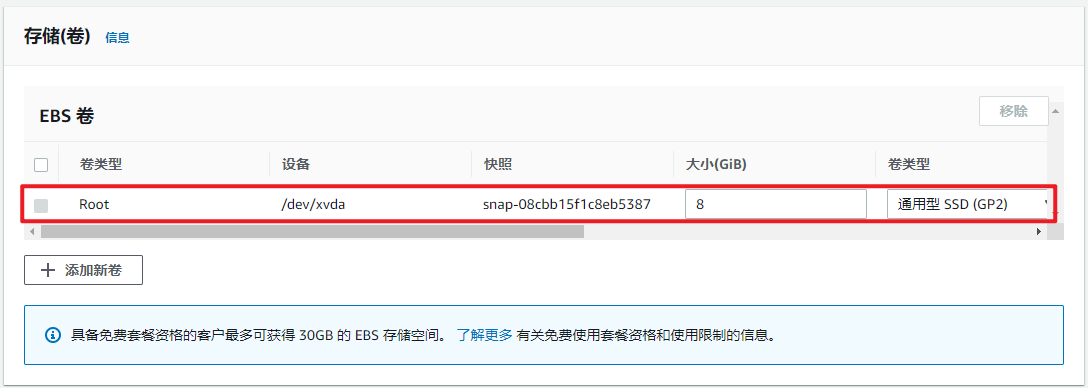 存储(卷) 信息
EBS 卷 移除
卷类型 设备 快照 大小(GiB) 卷类型
Root /dev/xvda snap-08cbb15f1c8eb5387 8 通用型 SSD (GP2)
添加新卷
具备免费套餐资格的客户最多可获得 30GB 的 EBS 存储空间。 了解更多 有关免费使用套餐资格和使用限制的信息。